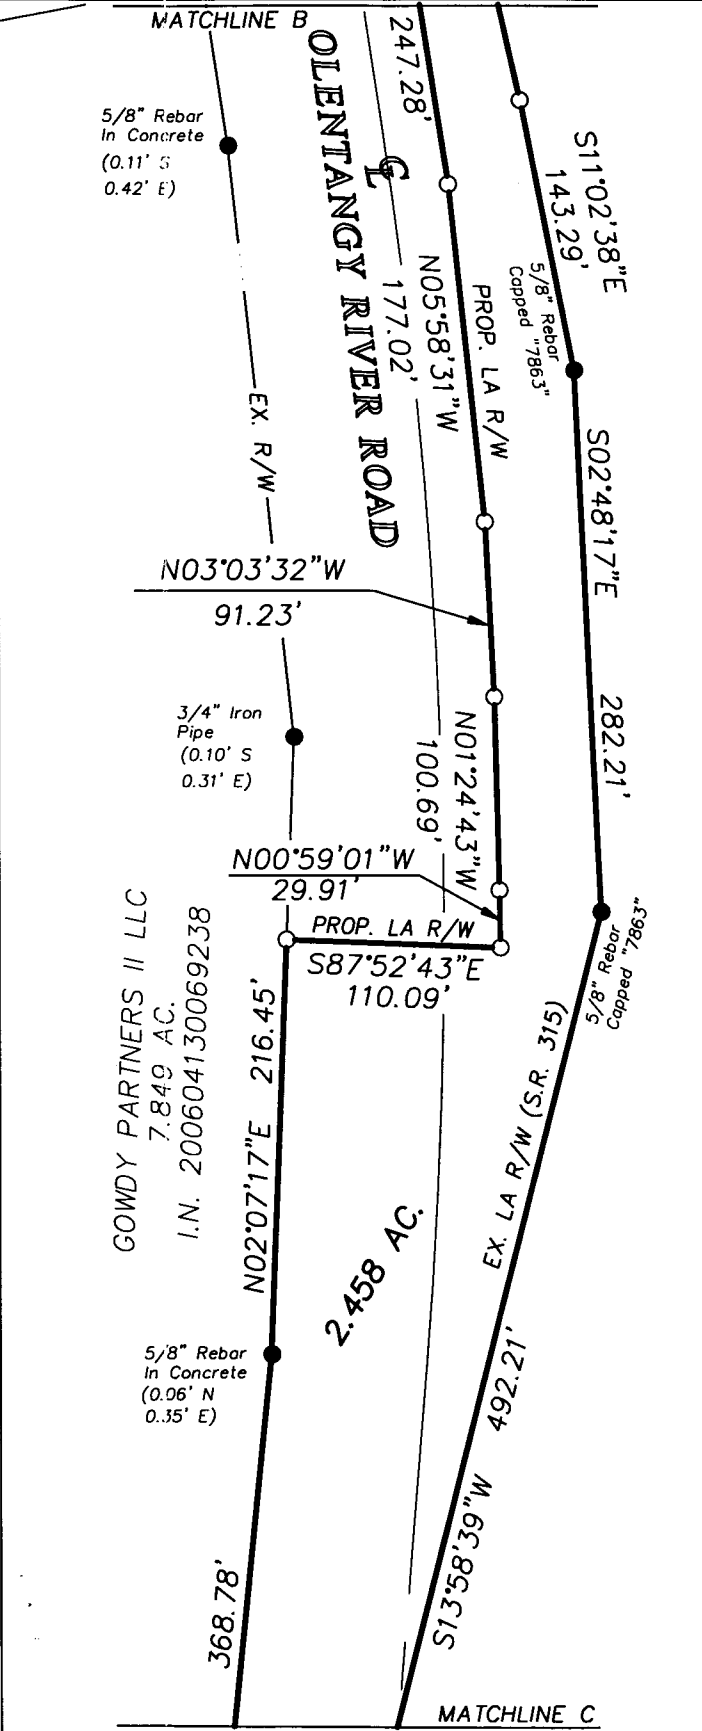 MATCHLINE B
5/8" Rebar
In Concrete
(0.11' S
0.42' E)
OLENTANGY RIVER ROAD
CL
247.28'
N05°58'31"W
177.02'
PROP. LA R/W
S11°02'38"E
143.29'
5/8" Rebar
Capped "7863"
EX. R/W
S02°48'17"E
282.21'
N03°03'32"W
91.23'
3/4" Iron
Pipe
(0.10' S
0.31' E)
N01°24'43"W
100.69'
N00°59'01"W
29.91'
PROP. LA R/W
S87°52'43"E
110.09'
5/8" Rebar
Capped "7863"
GOWDY PARTNERS II LLC
7.849 AC.
I.N. 200604130069238
N02°07'17"E 216.45'
EX. LA R/W (S.R. 315)
2.458 AC.
5/8" Rebar
In Concrete
(0.06' N
0.35' E)
S13°58'39"W 492.21'
368.78'
MATCHLINE C